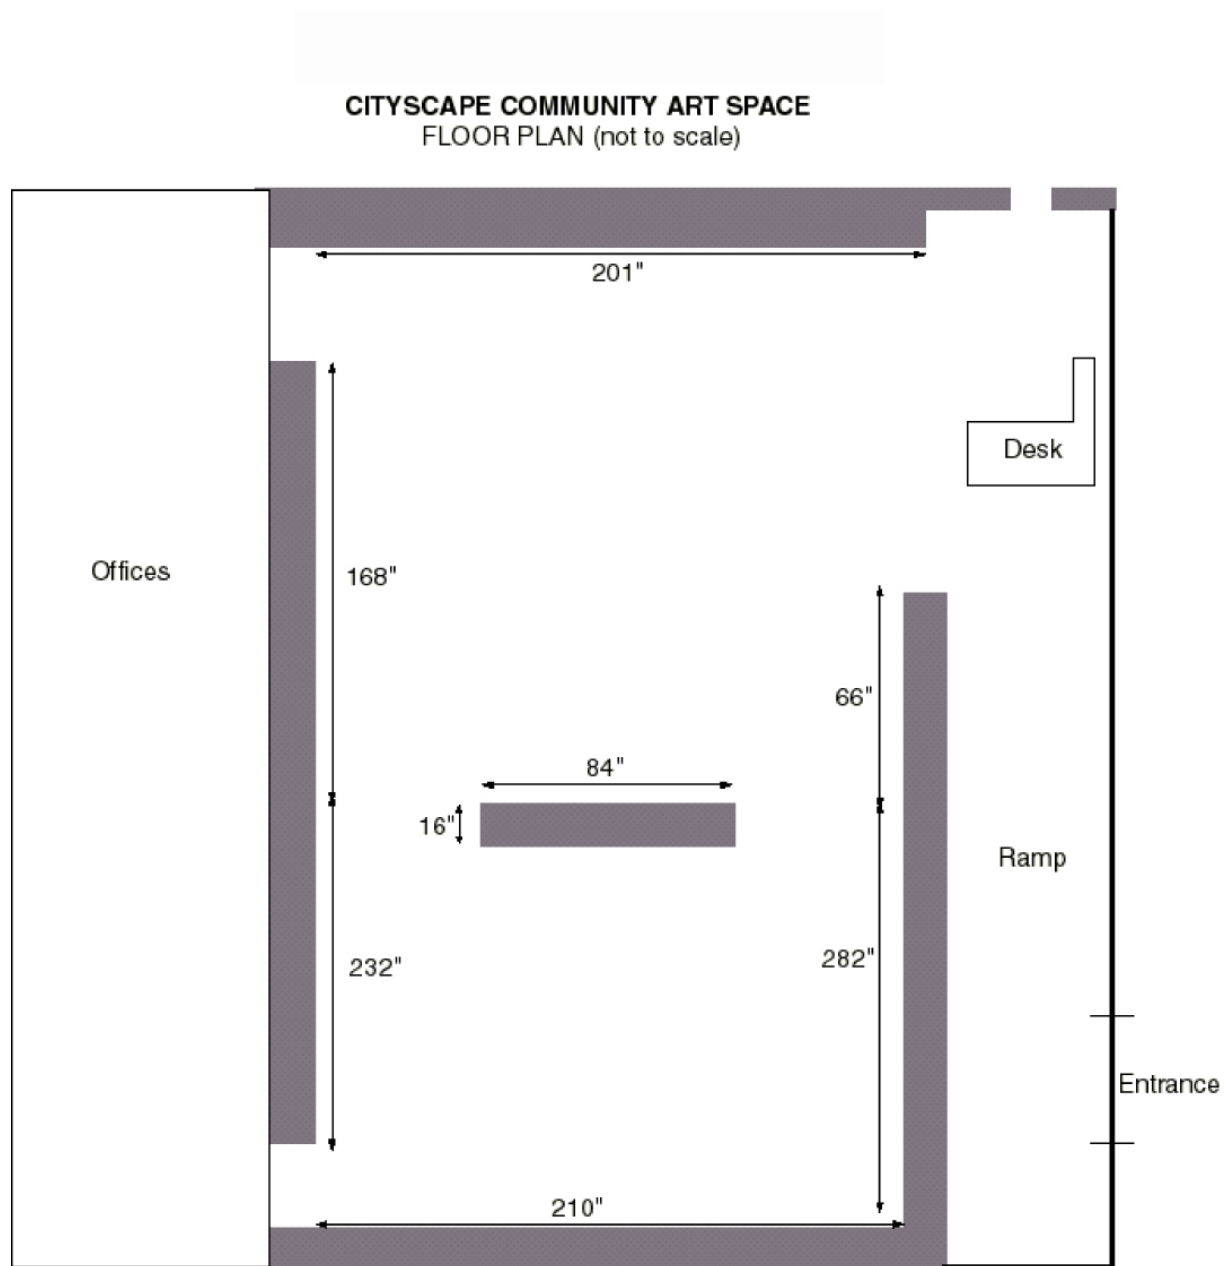 CITYSCAPE COMMUNITY ART SPACE
FLOOR PLAN (not to scale)
201"
Desk
Offices
168"
66"
84"
16"
Ramp
232"
282"
Entrance
210"